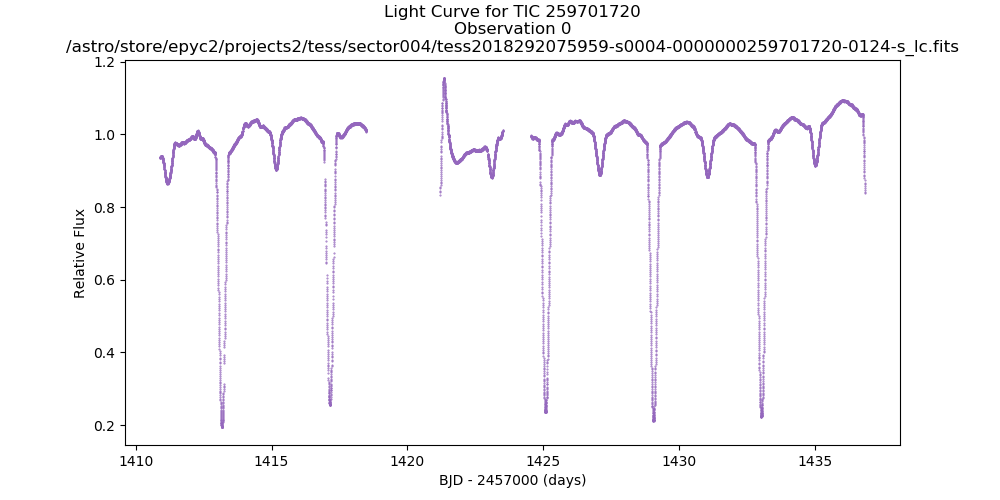 Light Curve for TIC 259701720
Observation 0
/astro/store/epyc2/projects2/tess/sector004/tess2018292075959-s0004-0000000259701720-0124-s_lc.fits
1.2
1.0
0.8
0.6
0.4
0.2
Relative Flux
1410
1415
1420
1425
1430
1435
BJD - 2457000 (days)